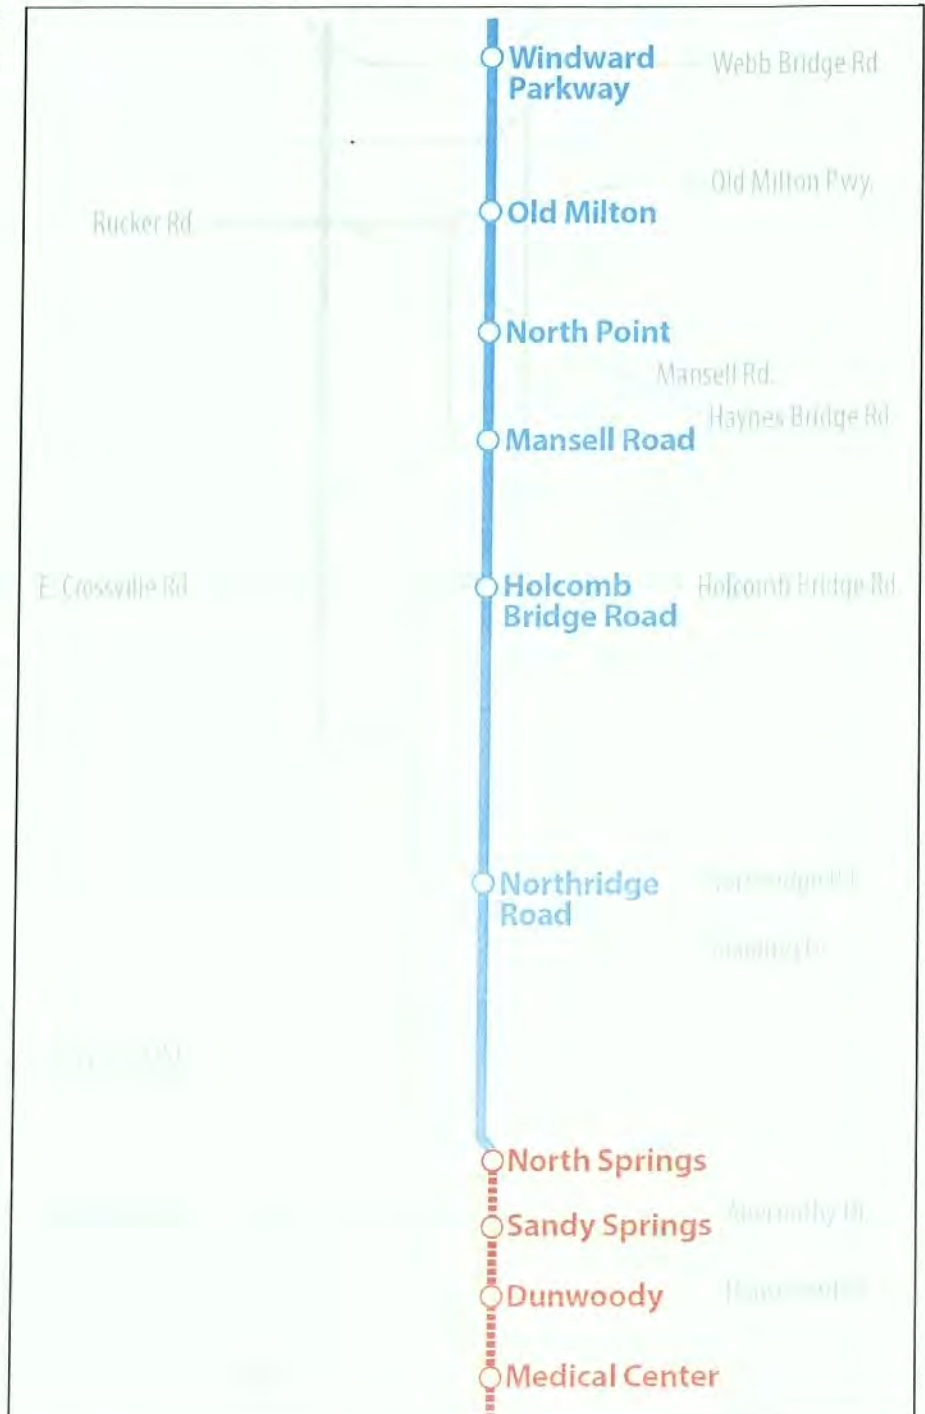 Windward
Parkway
Webb Bridge Rd.
Old Milton Pwy.
Old Milton
Rucker Rd.
North Point
Mansell Rd.
Haynes Bridge Rd.
Mansell Road
E. Crossville Rd.
Holcomb
Bridge Road
Holcomb Bridge Rd.
Northridge
Road
North Springs
Sandy Springs
Abernathy
Dunwoody
Medical Center